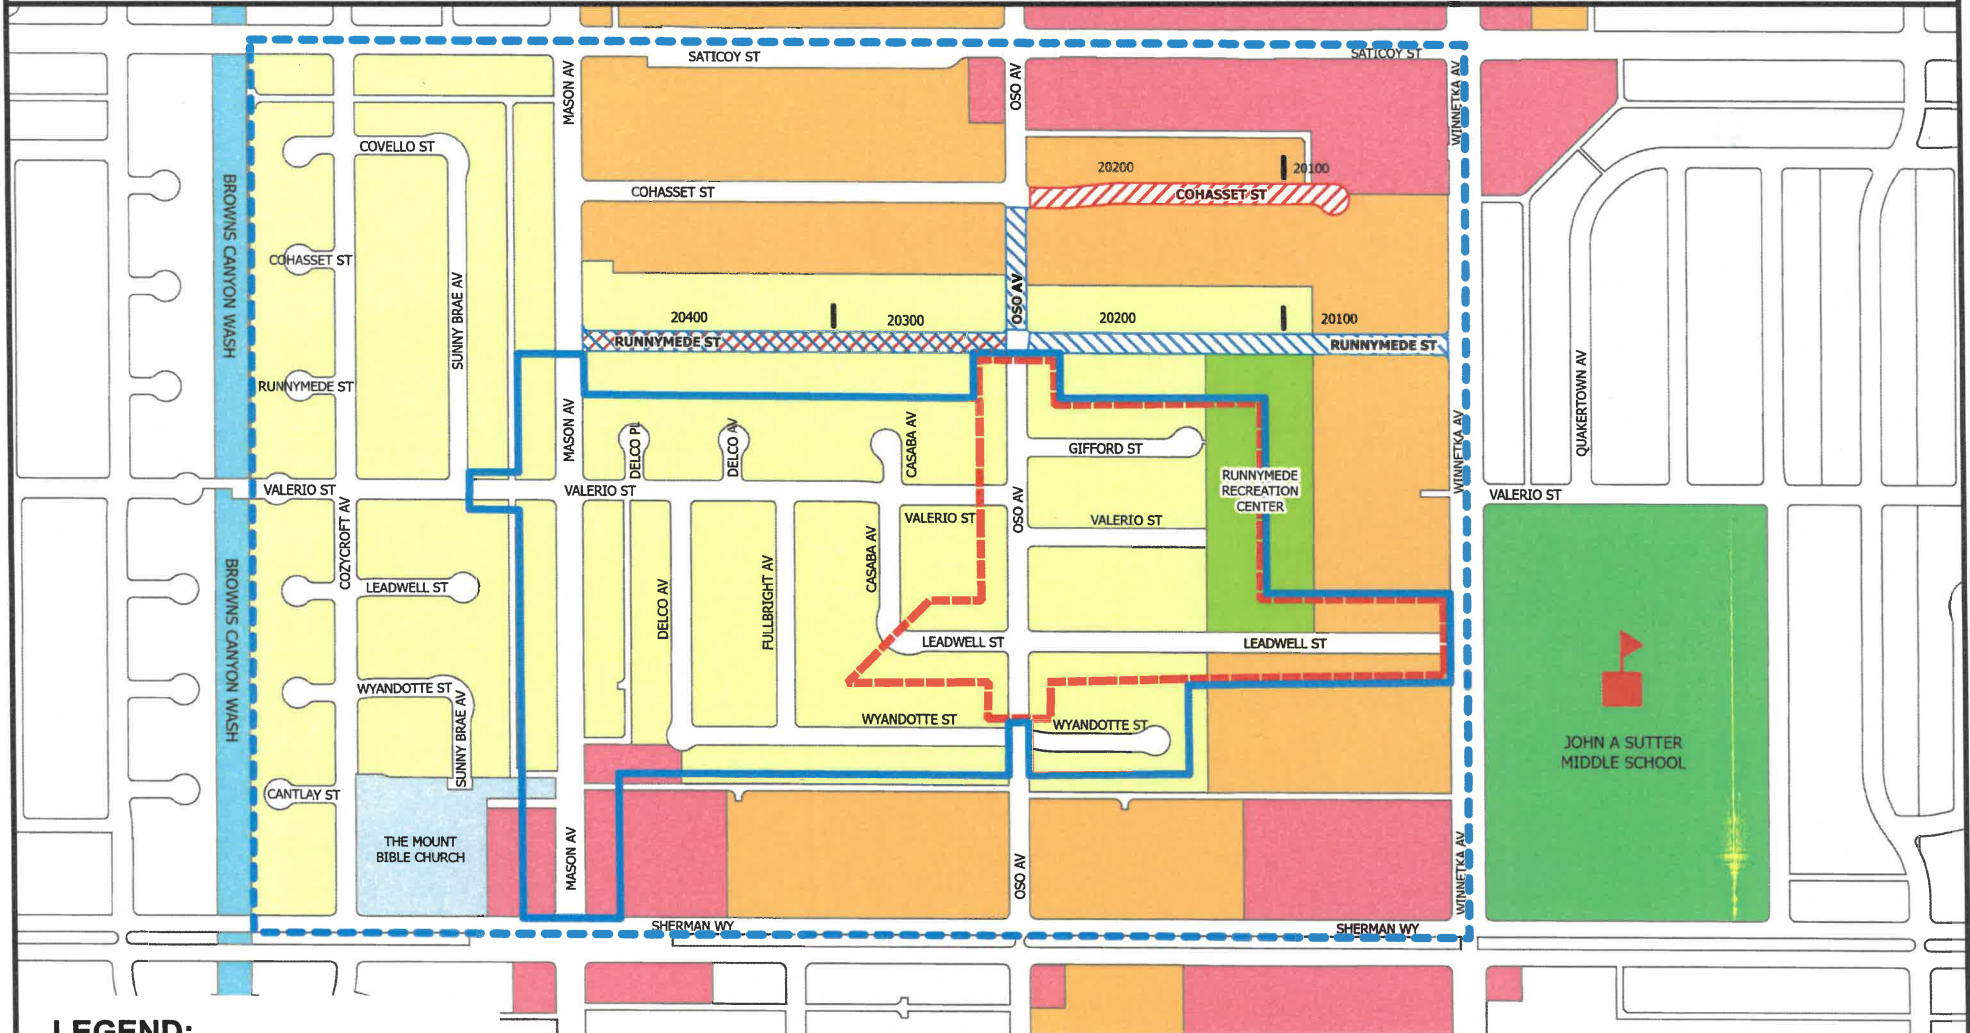 SATICOY ST
SATICOY ST
MASON AV
OSO AV
WINNETKA AV
COVELLO ST
20200
20100
COHASSET ST
COHASSET ST
BROWNS CANYON WASH
COHASSET ST
SUNNY BRAE AV
OSO AV
20400
20300
20200
20100
RUNNYMEDE ST
RUNNYMEDE ST
RUNNYMEDE ST
QUAKERTOWN AV
MASON AV
DELCO PL
DELCO AV
CASABA AV
GIFFORD ST
WINNETKA AV
RUNNYMEDE
RECREATION
CENTER
VALERIO ST
VALERIO ST
VALERIO ST
COZYCROFT AV
OSO AV
VALERIO ST
VALERIO ST
BROWNS CANYON WASH
LEADWELL ST
DELCO AV
FULLBRIGHT AV
CASABA AV
LEADWELL ST
LEADWELL ST
WYANDOTTE ST
SUNNY BRAE AV
WYANDOTTE ST
WYANDOTTE ST
JOHN A SUTTER
MIDDLE SCHOOL
CANTLAY ST
THE MOUNT
BIBLE CHURCH
MASON AV
OSO AV
WINNETKA AV
SHERMAN WY
SHERMAN WY
LEGEND: